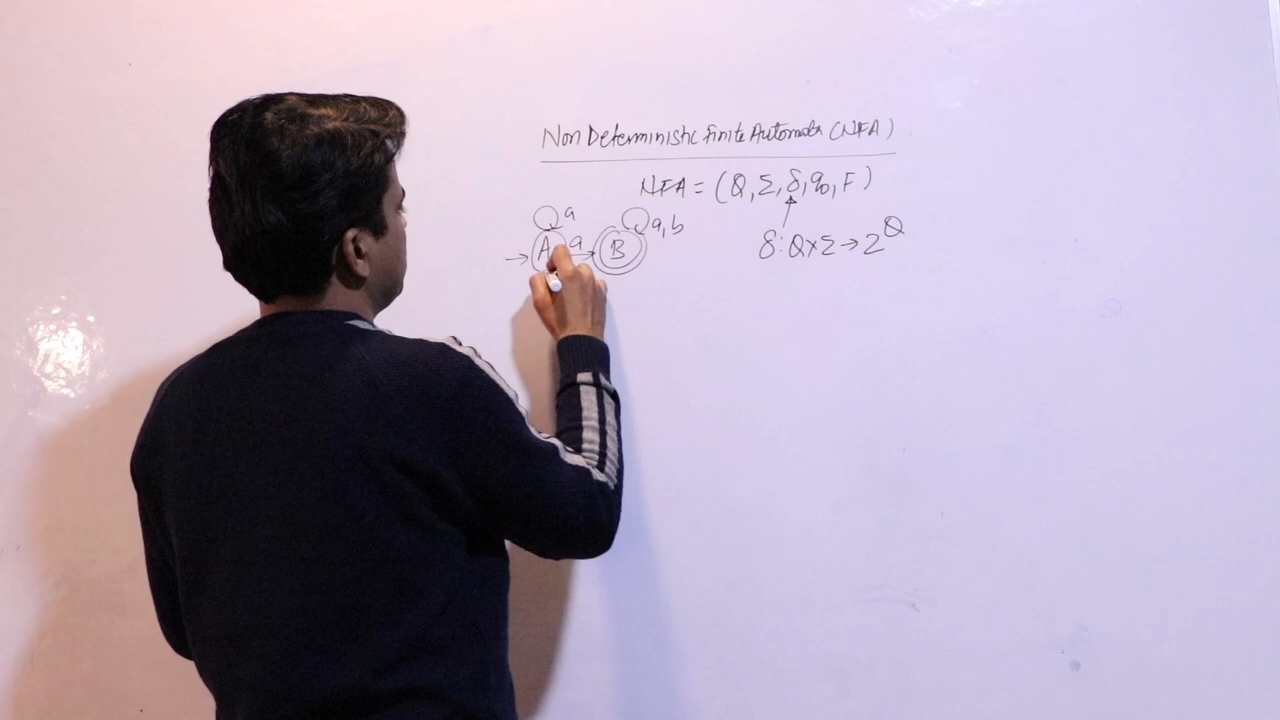 Non Deterministic finite Automata (NFA)
NFA = (Q, Σ, δ, q₀, F)
a
a, b
→ A a → B
δ: Q×Σ → 2^Q